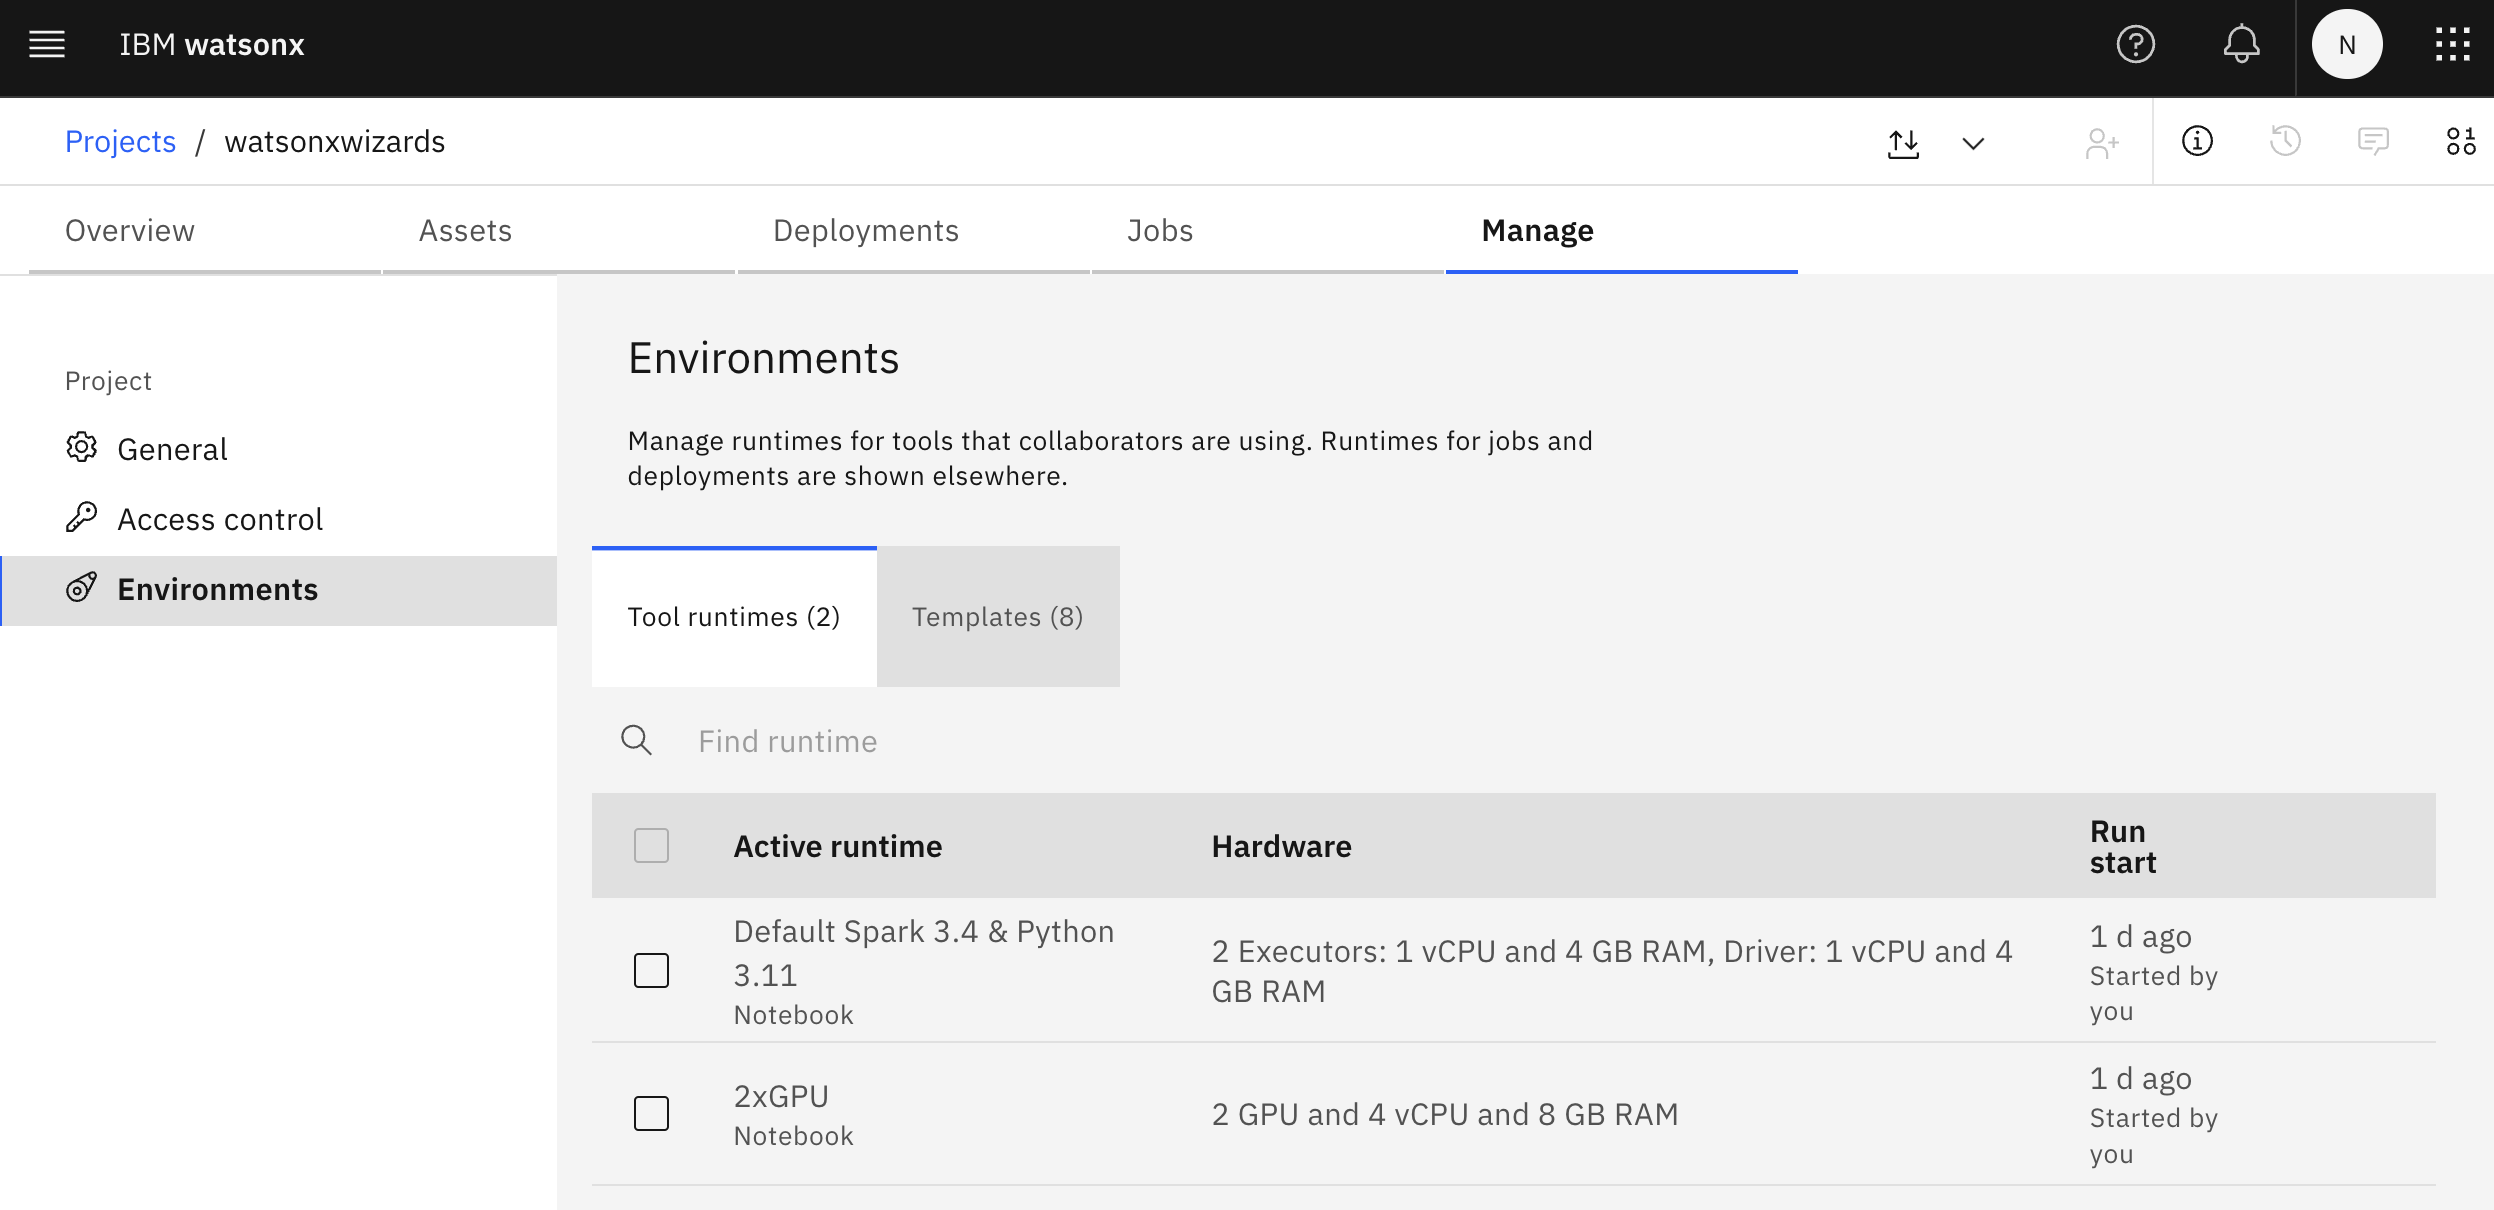 IBM watsonx
N
Projects / watsonxwizards
Overview
Assets
Deployments
Jobs
Manage
Project
General
Access control
Environments
Environments
Manage runtimes for tools that collaborators are using. Runtimes for jobs and
deployments are shown elsewhere.
Tool runtimes (2)
Templates (8)
Find runtime
Active runtime
Hardware
Run
start
Default Spark 3.4 & Python
3.11
Notebook
2 Executors: 1 vCPU and 4 GB RAM, Driver: 1 vCPU and 4
GB RAM
1 d ago
Started by
you
2xGPU
Notebook
2 GPU and 4 vCPU and 8 GB RAM
1 d ago
Started by
you